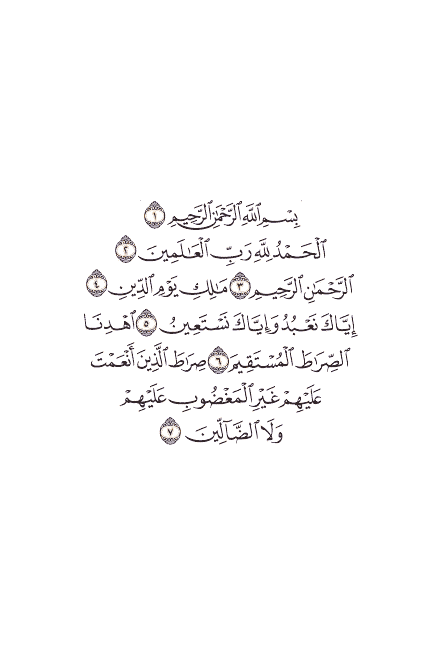 بِسْمِ ٱللَّهِ ٱلرَّحْمَٰنِ ٱلرَّحِيمِ ١
ٱلْحَمْدُ لِلَّهِ رَبِّ ٱلْعَٰلَمِينَ ٢
ٱلرَّحْمَٰنِ ٱلرَّحِيمِ ٣ مَٰلِكِ يَوْمِ ٱلدِّينِ ٤
إِيَّاكَ نَعْبُدُ وَإِيَّاكَ نَسْتَعِينُ ٥ ٱهْدِنَا
ٱلصِّرَٰطَ ٱلْمُسْتَقِيمَ ٦ صِرَٰطَ ٱلَّذِينَ أَنْعَمْتَ
عَلَيْهِمْ غَيْرِ ٱلْمَغْضُوبِ عَلَيْهِمْ
وَلَا ٱلضَّآلِّينَ ٧